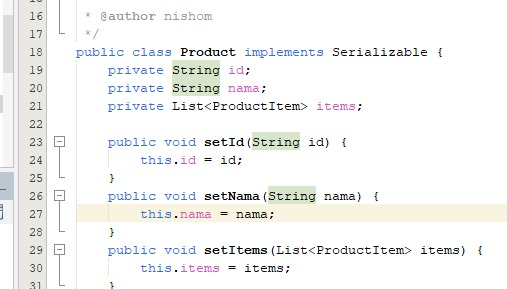 16 * @author nishom
17 */
18 public class Product implements Serializable {
19 private String id;
20 private String nama;
21 private List<ProductItem> items;
22
23 public void setId(String id) {
24 this.id = id;
25 }
26 public void setNama(String nama) {
27 this.nama = nama;
28 }
29 public void setItems(List<ProductItem> items) {
30 this.items = items;
31 }